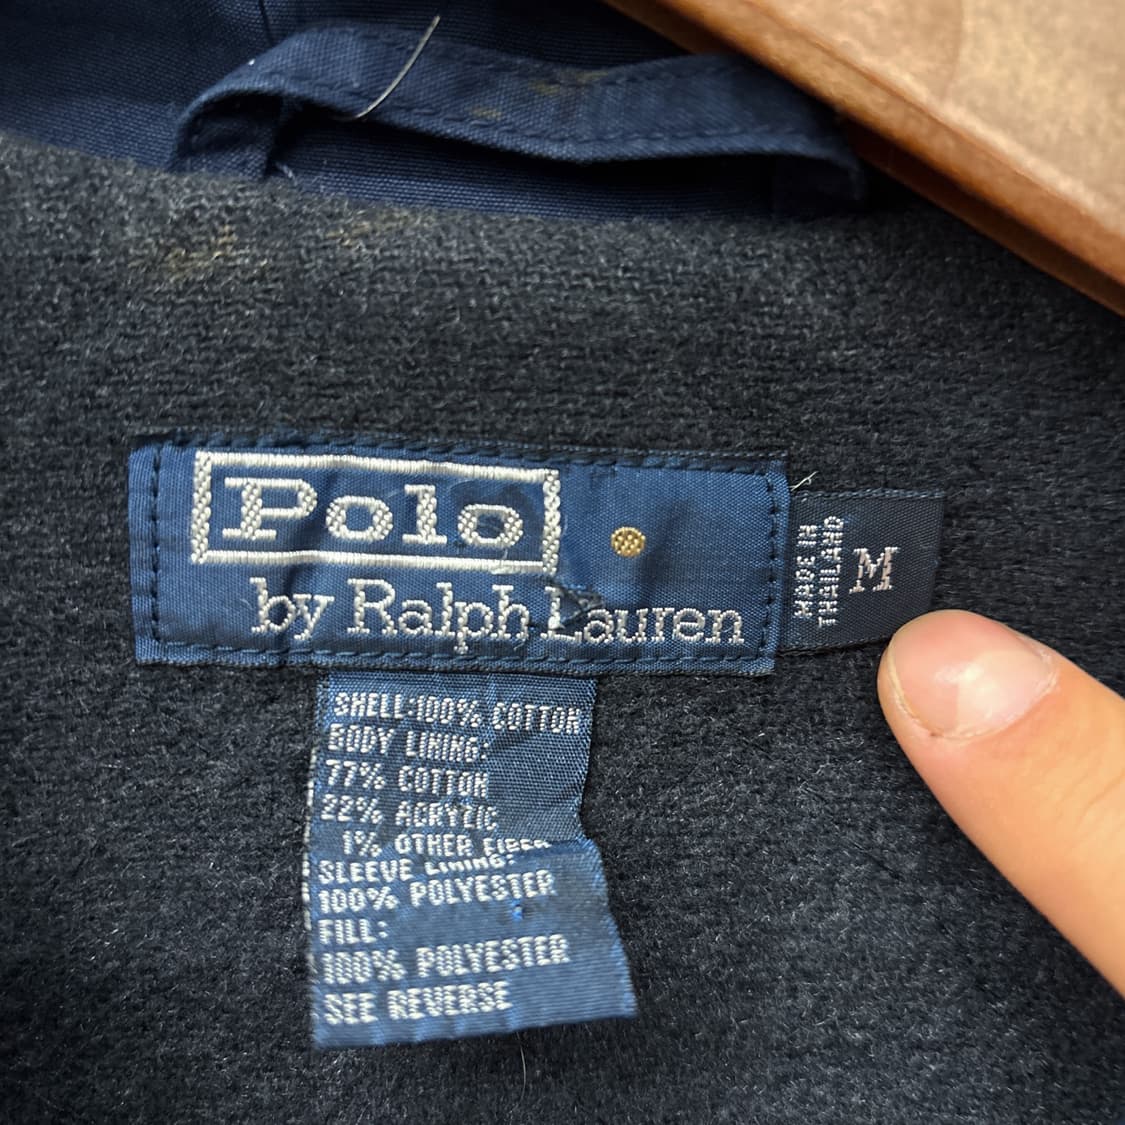 Polo
by Ralph Lauren
MADE IN
THAILAND
M
SHELL:100% COTTON
BODY LINING:
77% COTTON
22% ACRYLIC
1% OTHER FIBER
SLEEVE LINING:
100% POLYESTER
FILL:
100% POLYESTER
SEE REVERSE